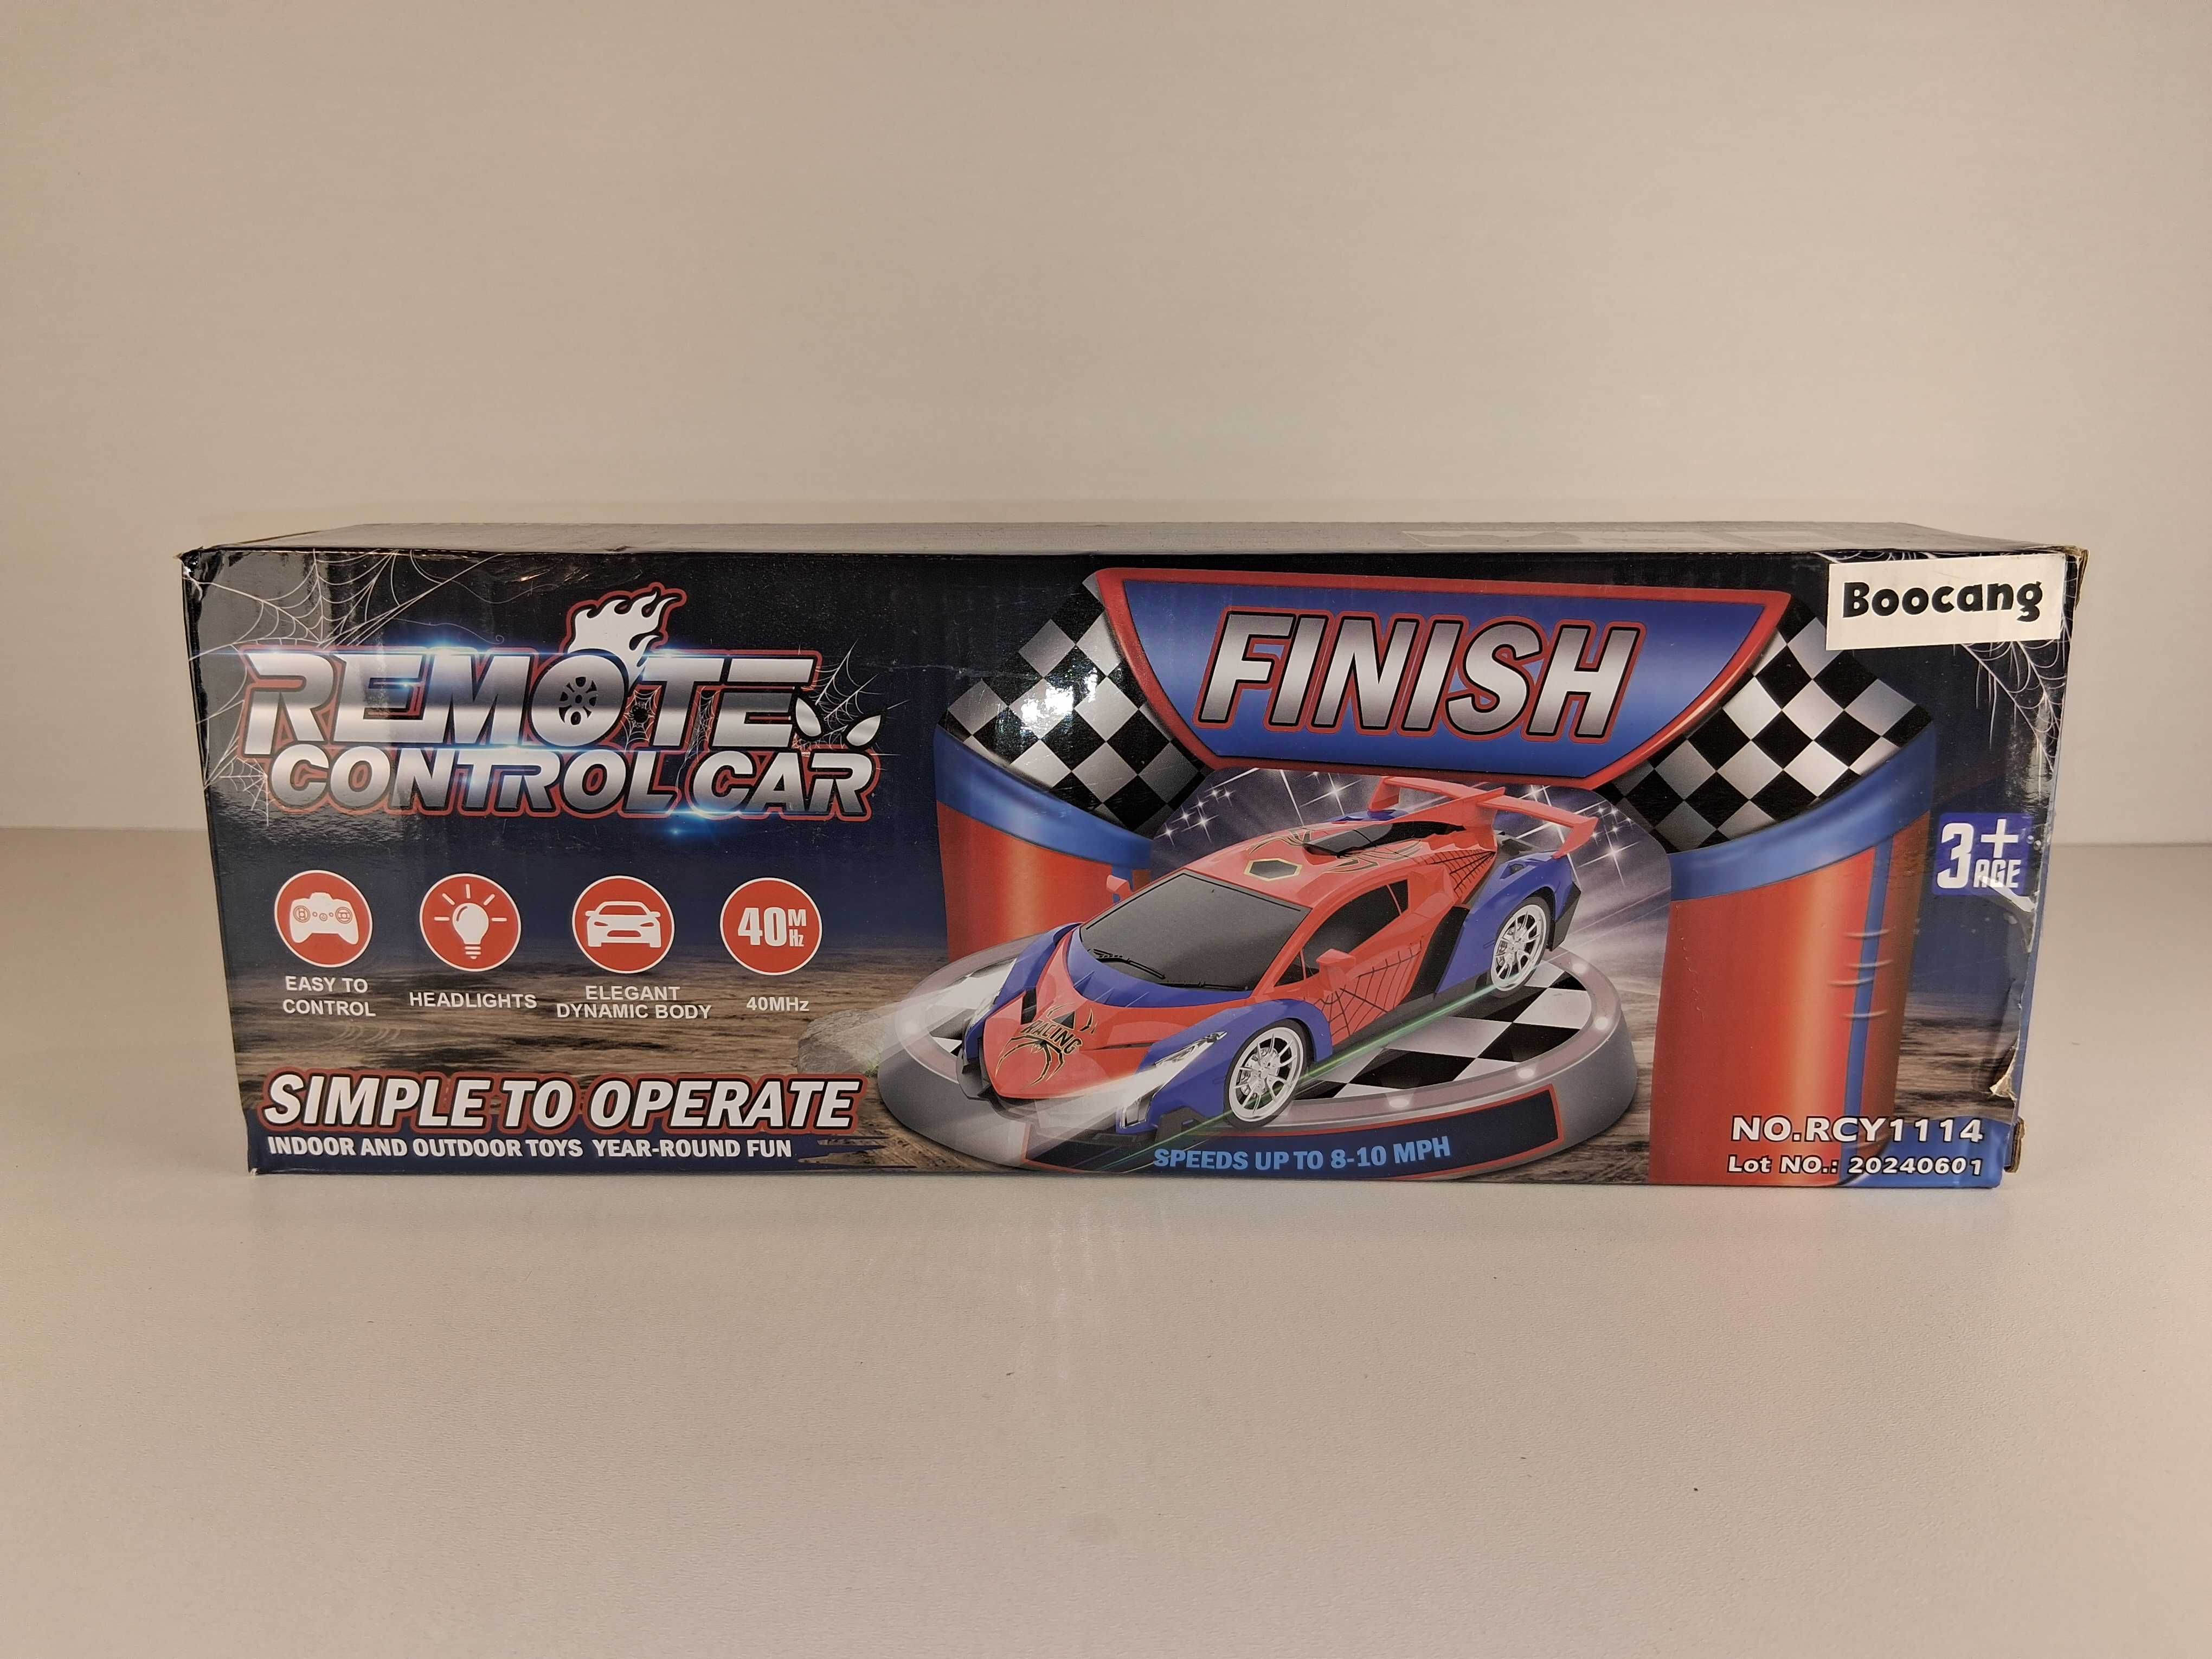 Boocang
REMOTE
CONTROL CAR
FINISH
3+
AGE
40MHz
EASY TO
CONTROL
HEADLIGHTS
ELEGANT
DYNAMIC BODY
40MHz
RACING
SIMPLE TO OPERATE
INDOOR AND OUTDOOR TOYS YEAR-ROUND FUN
SPEEDS UP TO 8-10 MPH
NO.RCY1114
Lot NO.: 20240601